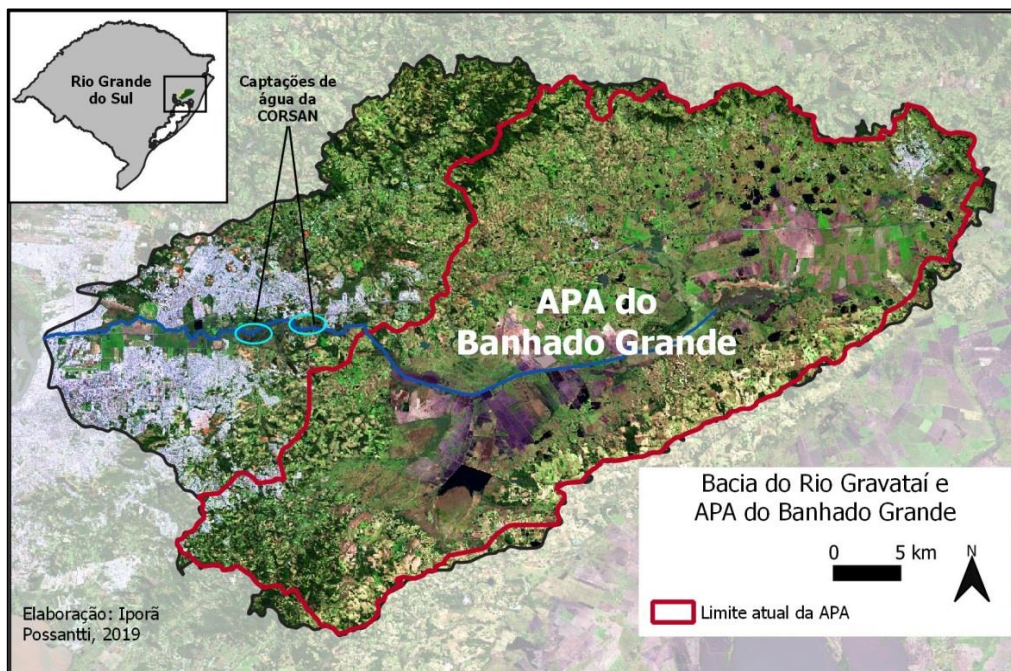 Rio Grande
do Sul
Captações de
água da
CORSAN
APA do
Banhado Grande
Bacia do Rio Gravataí e
APA do Banhado Grande
0 5 km
N
Limite atual da APA
Elaboração: Iporã
Possantti, 2019